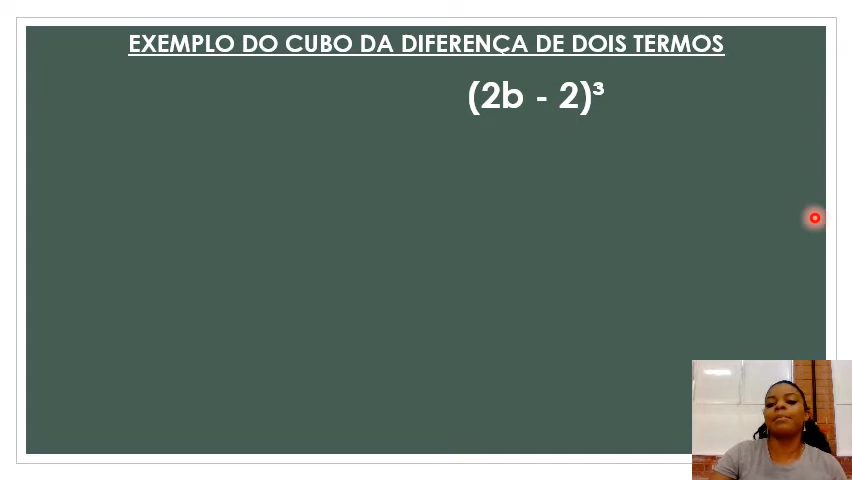 EXEMPLO DO CUBO DA DIFERENÇA DE DOIS TERMOS
(2b - 2)³